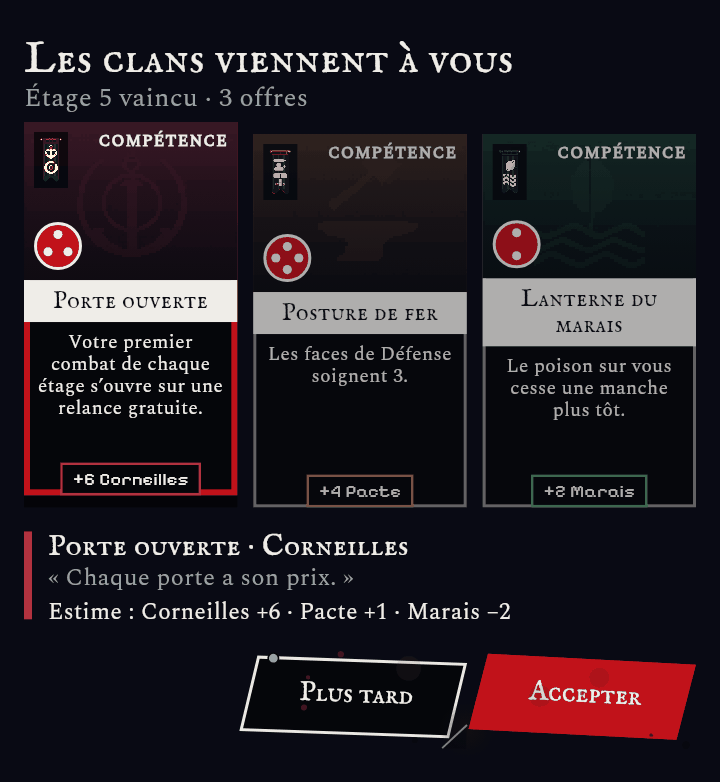 Les clans viennent à vous
Étage 5 vaincu · 3 offres
COMPÉTENCE
Porte ouverte
Votre premier
combat de chaque
étage s'ouvre sur une
relance gratuite.
+6 Corneilles
COMPÉTENCE
Posture de fer
Les faces de Défense
soignent 3.
+4 Pacte
COMPÉTENCE
Lanterne du
marais
Le poison sur vous
cesse une manche
plus tôt.
+2 Marais
Porte ouverte · Corneilles
« Chaque porte a son prix. »
Estime : Corneilles +6 · Pacte +1 · Marais −2
Plus tard
Accepter